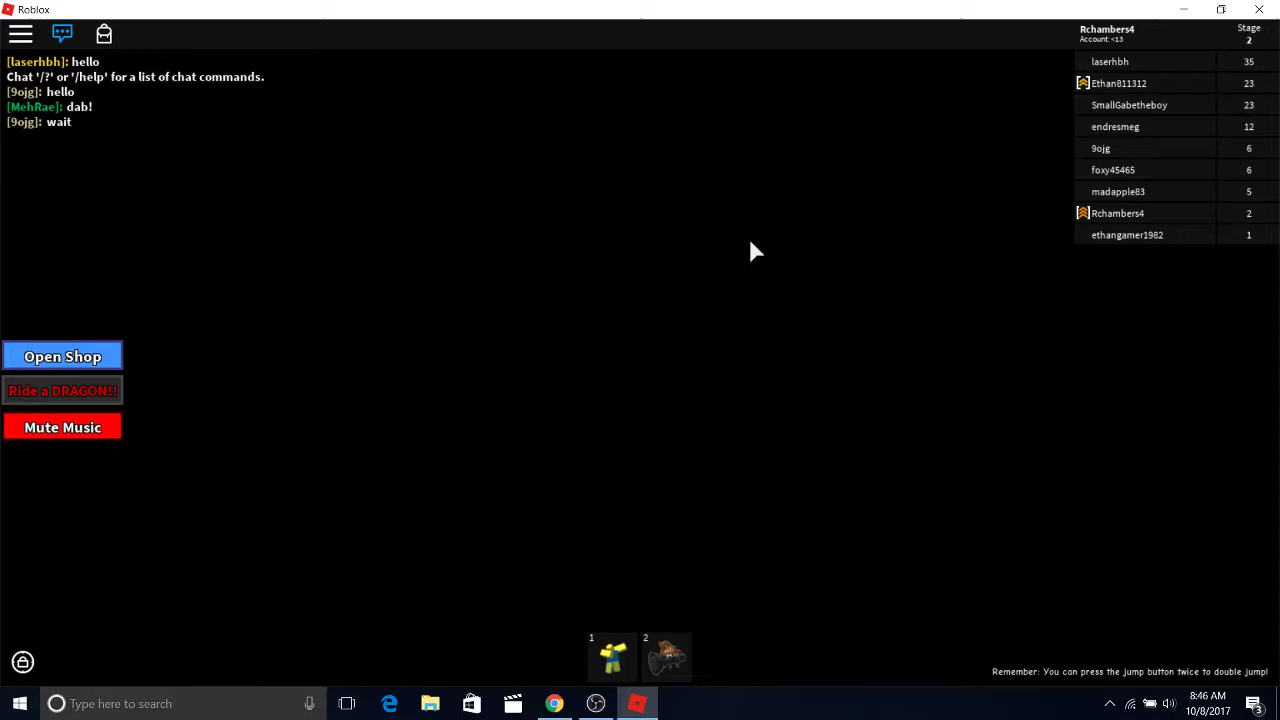 Roblox
[laserhbh]: hello
Chat '/?' or '/help' for a list of chat commands.
[9ojg]: hello
[MehRae]: dab!
[9ojg]: wait
Rchambers4
Account: <13
Stage
2
laserhbh 35
Ethan811312 23
SmallGabetheboy 23
endresmeg 12
9ojg 6
foxy45465 6
madapple83 5
Rchambers4 2
ethangamer1982 1
Open Shop
Ride a DRAGON!!
Mute Music
1 2
Remember: You can press the jump button twice to double jump!
Type here to search
8:46 AM
10/8/2017
3